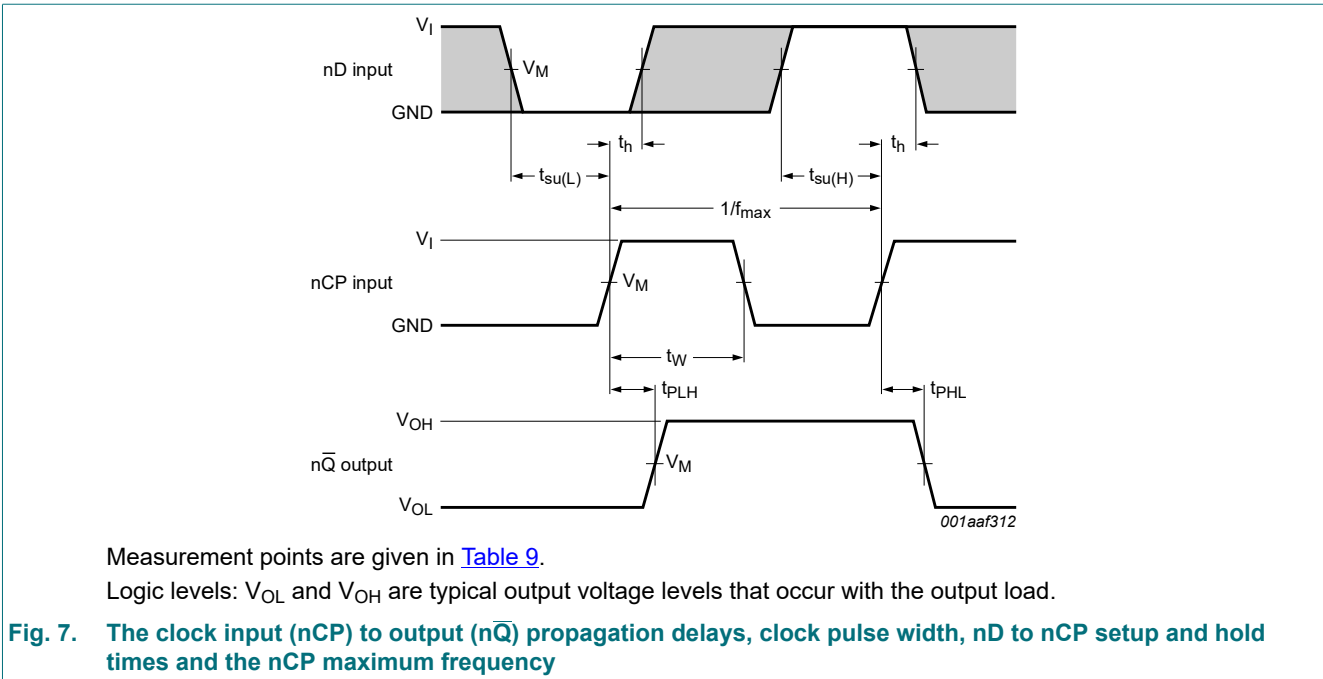 V_I
nD input
V_M
GND
t_h
t_h
t_su(L)
t_su(H)
1/f_max
V_I
nCP input
V_M
GND
t_W
t_PLH
t_PHL
V_OH
nQ̅ output
V_M
V_OL
001aaf312
Measurement points are given in Table 9.
Logic levels: V_OL and V_OH are typical output voltage levels that occur with the output load.
Fig. 7. The clock input (nCP) to output (nQ̅) propagation delays, clock pulse width, nD to nCP setup and hold
times and the nCP maximum frequency